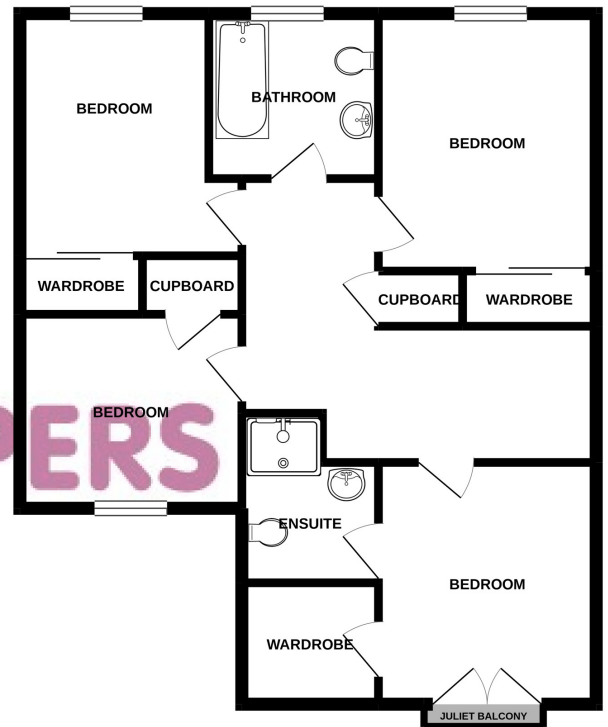 BEDROOM
BATHROOM
BEDROOM
WARDROBE
CUPBOARD
CUPBOARD
WARDROBE
BEDROOM
PERS
ENSUITE
BEDROOM
WARDROBE
JULIET BALCONY